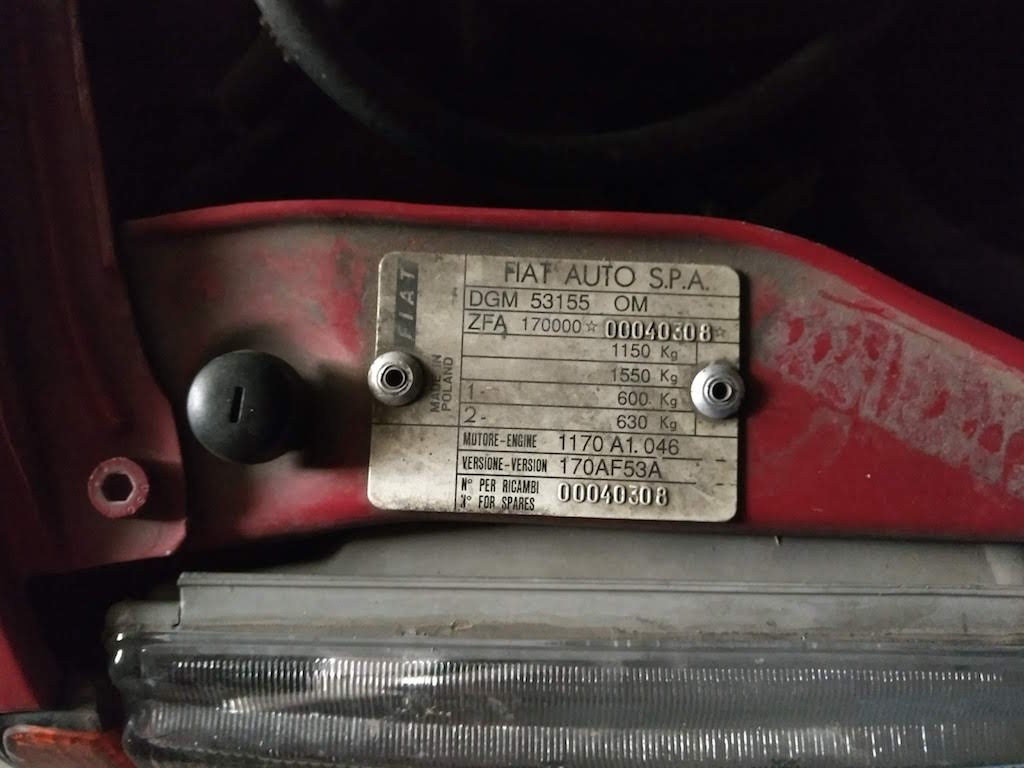 FIAT
MADE IN
POLAND
FIAT AUTO S.P.A.
DGM 53155 OM
ZFA 170000☆00040308☆
1150 Kg
1550 Kg
1- 600 Kg
2- 630 Kg
MOTORE-ENGINE 1170 A1.046
VERSIONE-VERSION 170AF53A
N° PER RICAMBI 00040308
N° FOR SPARES